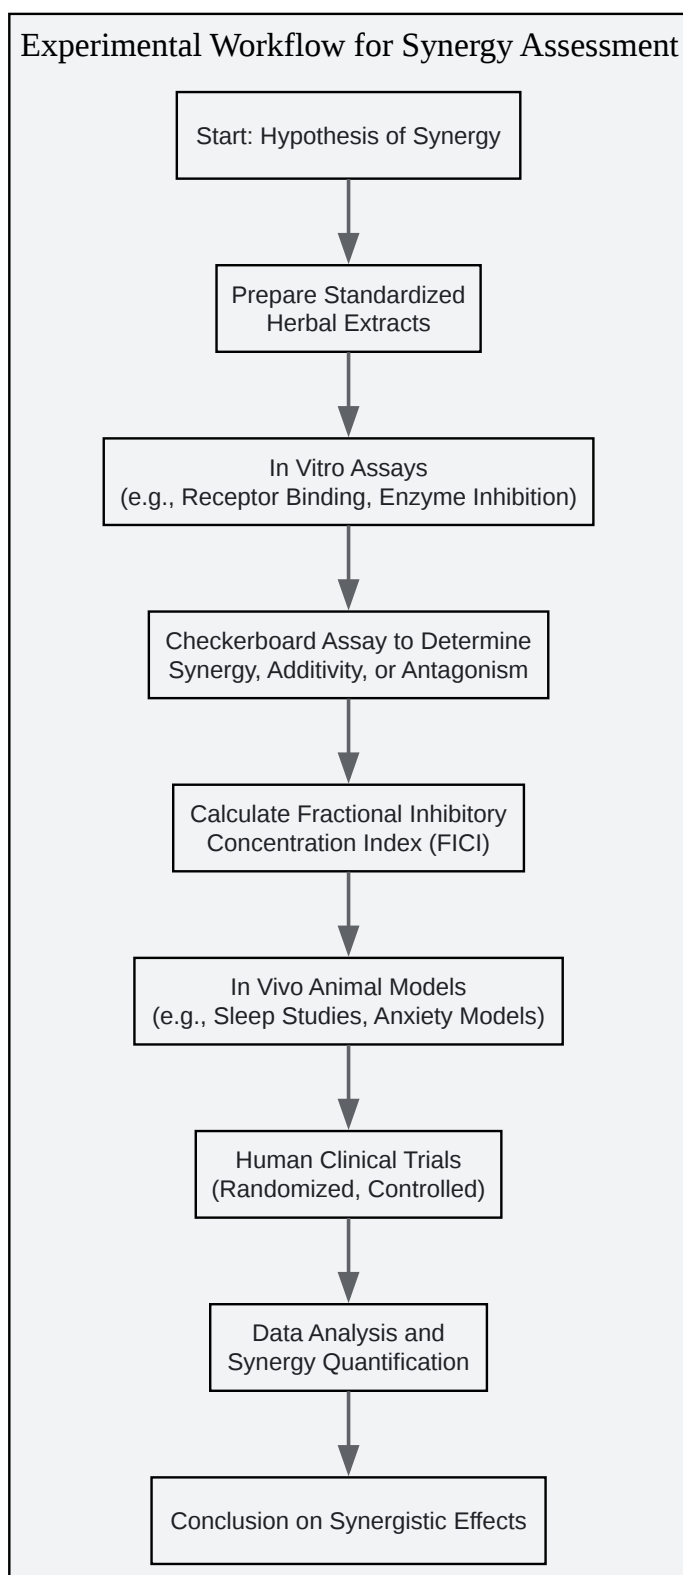 Experimental Workflow for Synergy Assessment
Start: Hypothesis of Synergy
Prepare Standardized
Herbal Extracts
In Vitro Assays
(e.g., Receptor Binding, Enzyme Inhibition)
Checkerboard Assay to Determine
Synergy, Additivity, or Antagonism
Calculate Fractional Inhibitory
Concentration Index (FICI)
In Vivo Animal Models
(e.g., Sleep Studies, Anxiety Models)
Human Clinical Trials
(Randomized, Controlled)
Data Analysis and
Synergy Quantification
Conclusion on Synergistic Effects